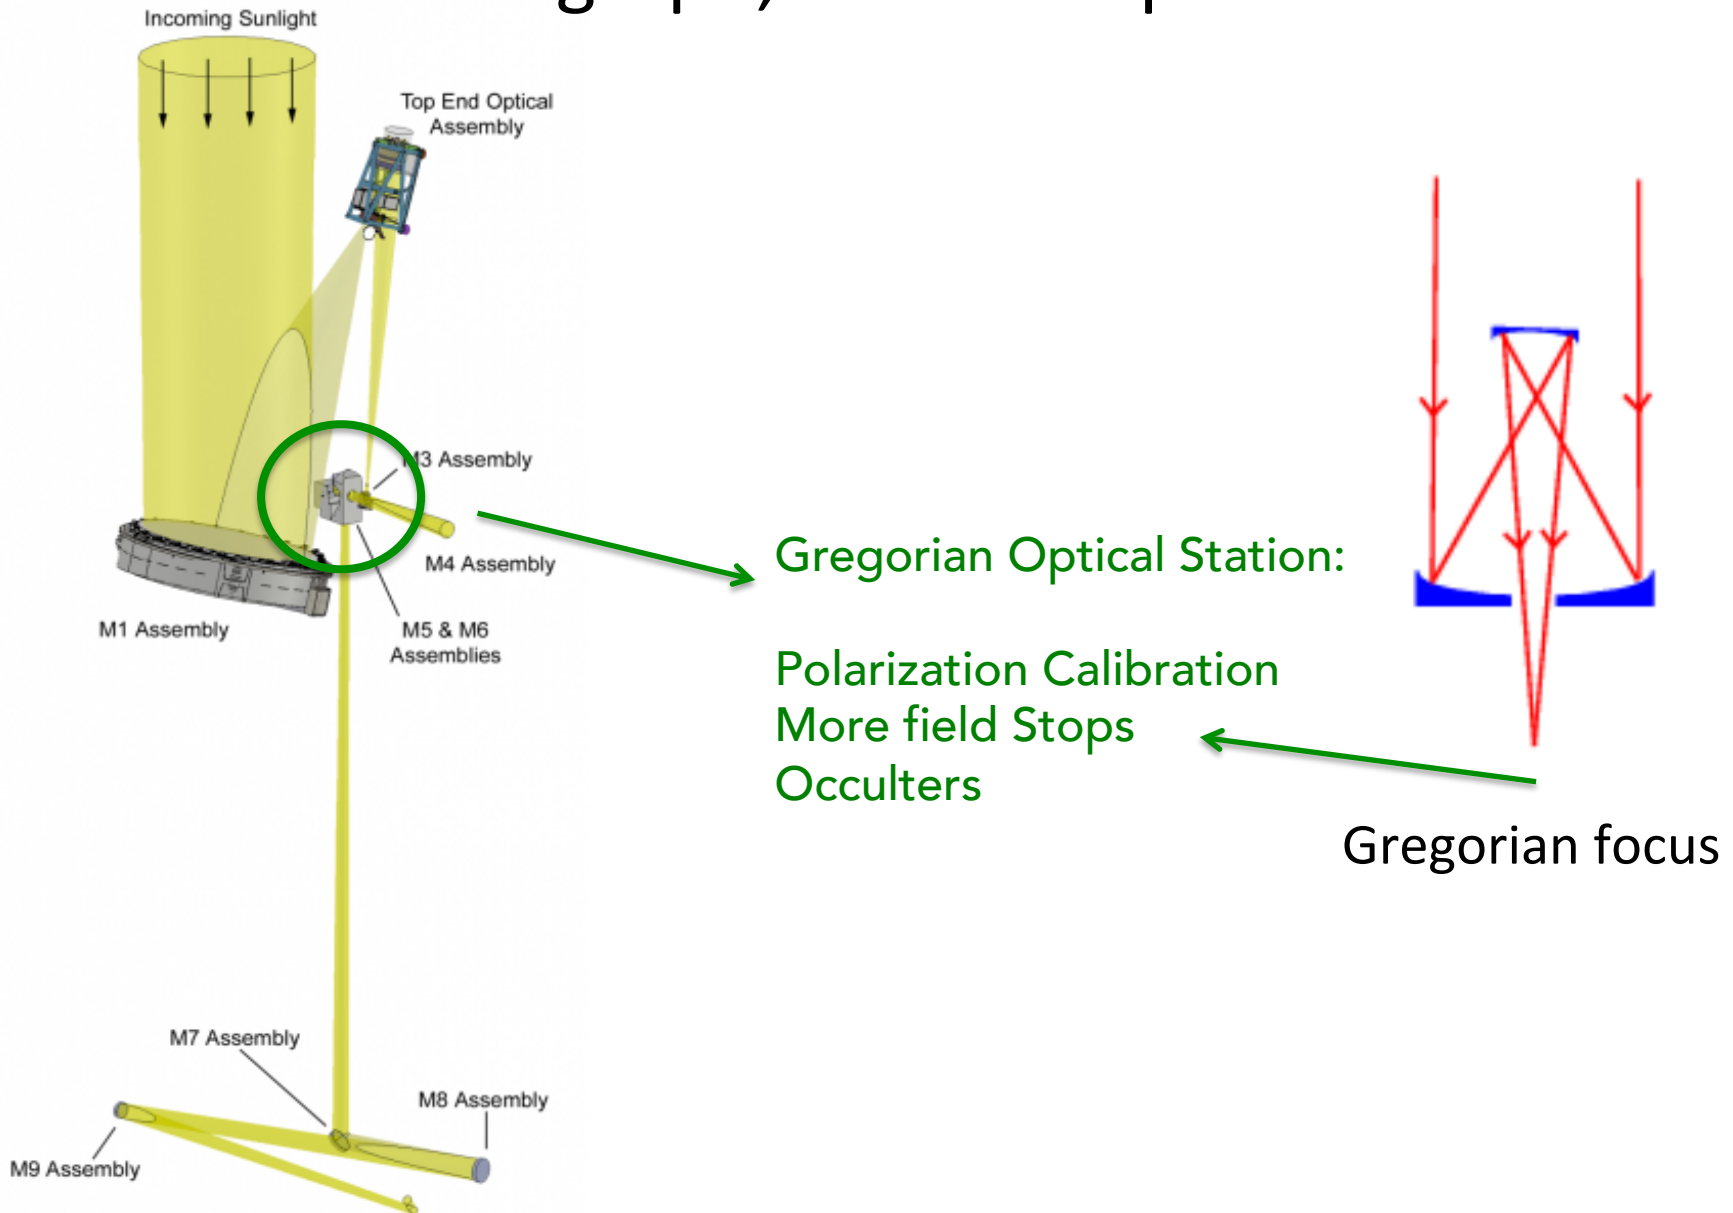 Incoming Sunlight
Top End Optical
Assembly
M3 Assembly
M4 Assembly
M1 Assembly
M5 & M6
Assemblies
Gregorian Optical Station:
Polarization Calibration
More field Stops
Occulters
Gregorian focus
M7 Assembly
M8 Assembly
M9 Assembly